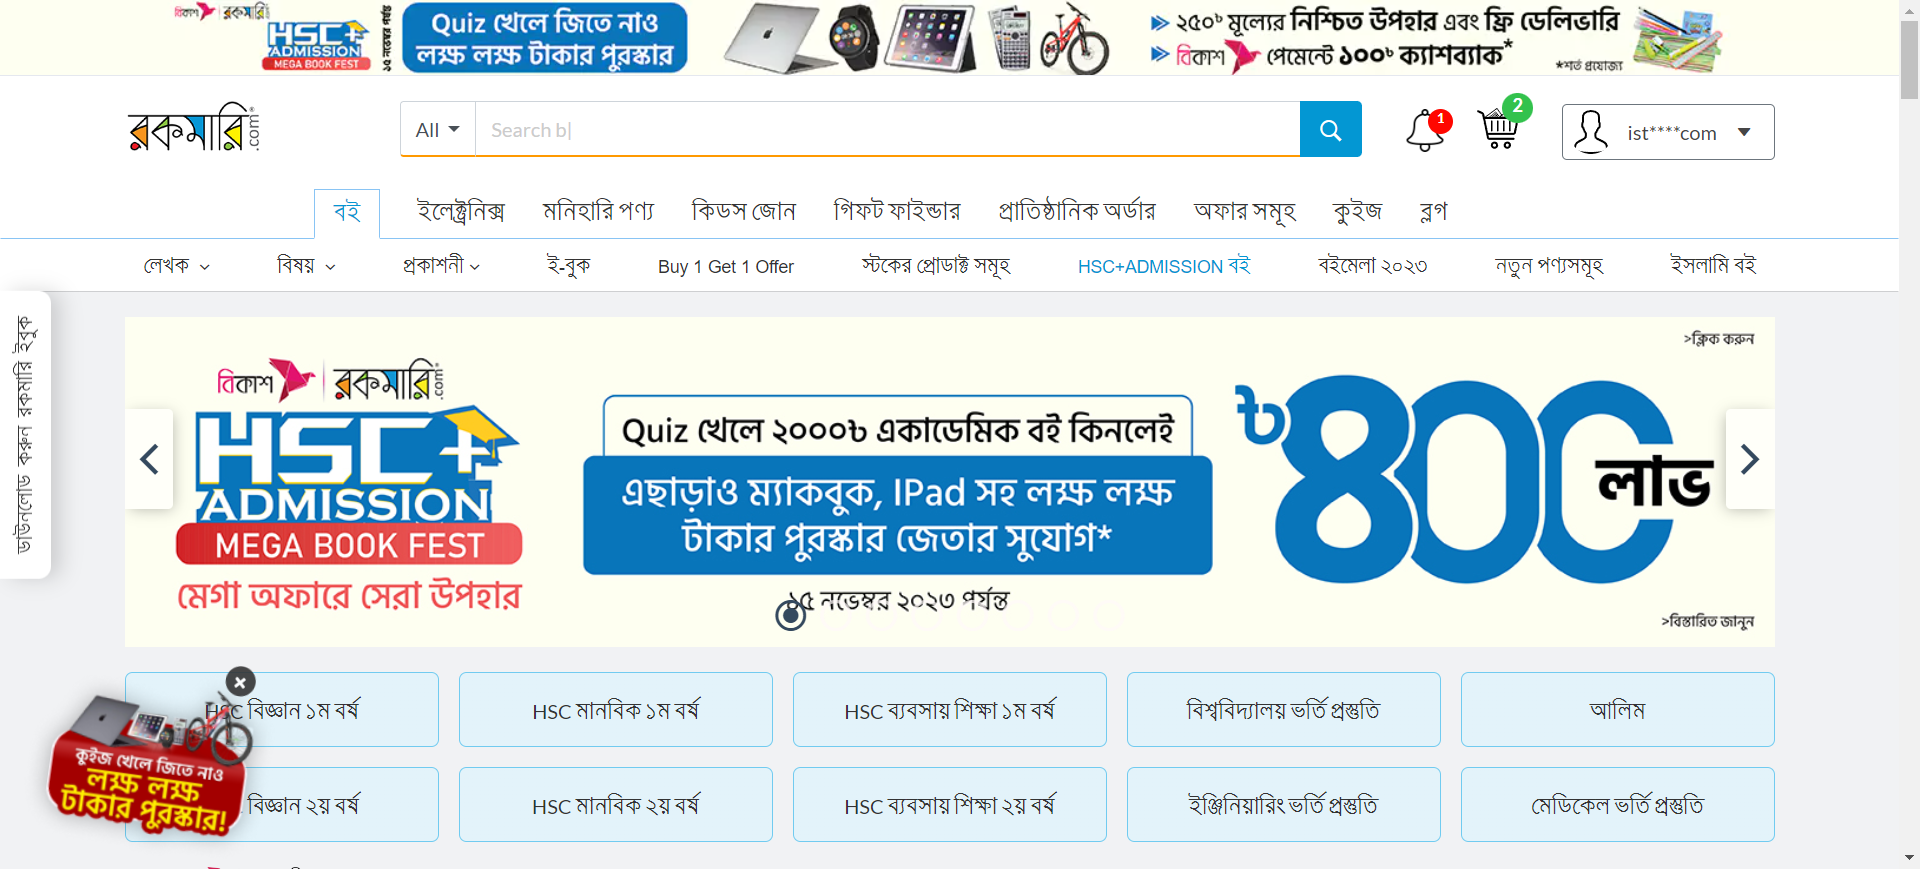 বিকাশ | রকমারি
HSC+
ADMISSION
MEGA BOOK FEST
১৫ নভেম্বর পর্যন্ত
Quiz খেলে জিতে নাও
লক্ষ লক্ষ টাকার পুরস্কার
২৫০৳ মূল্যের নিশ্চিত উপহার এবং ফ্রি ডেলিভারি
বিকাশ পেমেন্টে ১০০৳ ক্যাশব্যাক*
*শর্ত প্রযোজ্য
রকমারি.com
All
Search b|
1
2
ist****com
বই
ইলেক্ট্রনিক্স
মনিহারি পণ্য
কিডস জোন
গিফট ফাইন্ডার
প্রাতিষ্ঠানিক অর্ডার
অফার সমূহ
কুইজ
ব্লগ
লেখক
বিষয়
প্রকাশনী
ই-বুক
Buy 1 Get 1 Offer
স্টকের প্রোডাক্ট সমূহ
HSC+ADMISSION বই
বইমেলা ২০২৩
নতুন পণ্যসমূহ
ইসলামি বই
ডাউনলোড করুন রকমারি ইবুক
>ক্লিক করুন
বিকাশ | রকমারি.com
HSC+
ADMISSION
MEGA BOOK FEST
মেগা অফারে সেরা উপহার
Quiz খেলে ২০০০৳ একাডেমিক বই কিনলেই
এছাড়াও ম্যাকবুক, IPad সহ লক্ষ লক্ষ
টাকার পুরস্কার জেতার সুযোগ*
১৫ নভেম্বর ২০২৩ পর্যন্ত
৳400
লাভ
>বিস্তারিত জানুন
HSC বিজ্ঞান ১ম বর্ষ
HSC মানবিক ১ম বর্ষ
HSC ব্যবসায় শিক্ষা ১ম বর্ষ
বিশ্ববিদ্যালয় ভর্তি প্রস্তুতি
আলিম
বিজ্ঞান ২য় বর্ষ
HSC মানবিক ২য় বর্ষ
HSC ব্যবসায় শিক্ষা ২য় বর্ষ
ইঞ্জিনিয়ারিং ভর্তি প্রস্তুতি
মেডিকেল ভর্তি প্রস্তুতি
কুইজ খেলে জিতে নাও
লক্ষ লক্ষ
টাকার পুরস্কার!